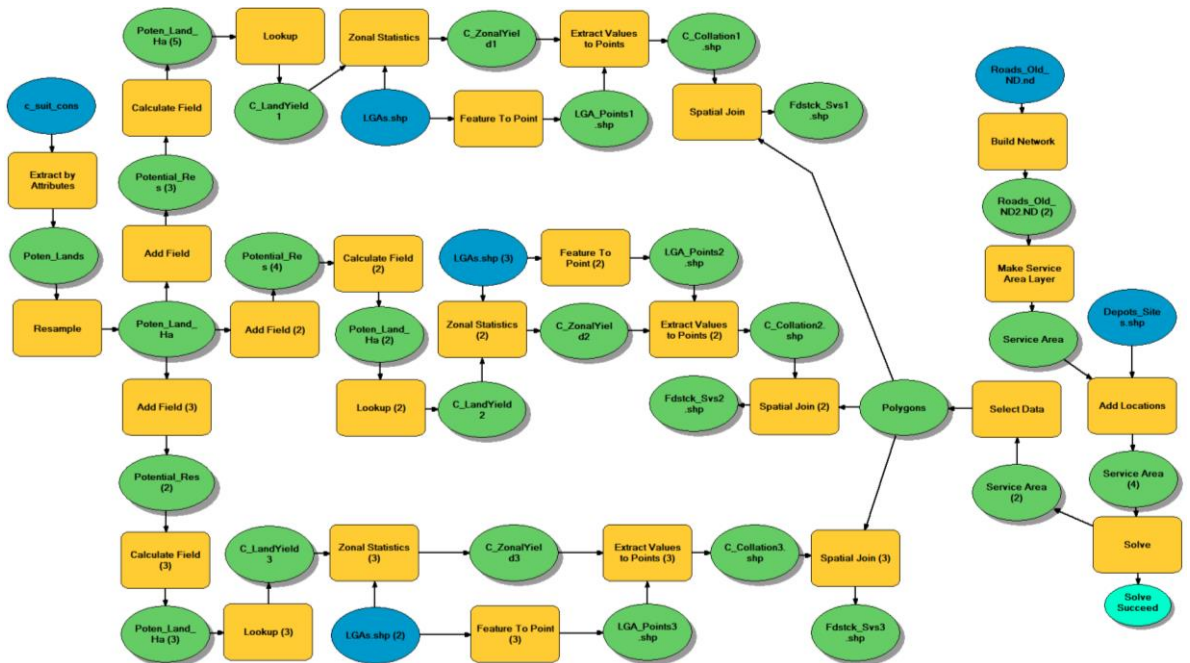 Poten_Land_
Ha (5)
Lookup
Zonal Statistics
C_ZonalYie
ld1
Extract Values
to Points
C_Collation1
.shp
Roads_Old_
ND.nd
c_suit_cons
Calculate Field
C_LandYield
1
LGAs.shp
Feature To Point
LGA_Points1
.shp
Spatial Join
Fdstck_Svs1
.shp
Build Network
Extract by
Attributes
Potential_Re
s (3)
Roads_Old_
ND2.ND (2)
Poten_Lands
Add Field
Potential_Re
s (4)
Calculate Field
(2)
LGAs.shp (3)
Feature To
Point (2)
LGA_Points2
.shp
Make Service
Area Layer
Resample
Poten_Land_
Ha
Add Field (2)
Poten_Land_
Ha (2)
Zonal Statistics
(2)
C_ZonalYie
ld2
Extract Values
to Points (2)
C_Collation2.
shp
Service Area
Depots_Site
s.shp
Add Field (3)
Lookup (2)
C_LandYield
2
Fdstck_Svs2
.shp
Spatial Join (2)
Polygons
Select Data
Add Locations
Potential_Res
(2)
Service Area
(2)
Service Area
(4)
Calculate Field
(3)
C_LandYield
3
Zonal Statistics
(3)
C_ZonalYie
ld3
Extract Values
to Points (3)
C_Collation3.
shp
Spatial Join (3)
Solve
Poten_Land_
Ha (3)
Lookup (3)
LGAs.shp (2)
Feature To Point
(3)
LGA_Points3
.shp
Fdstck_Svs3
.shp
Solve
Succeed